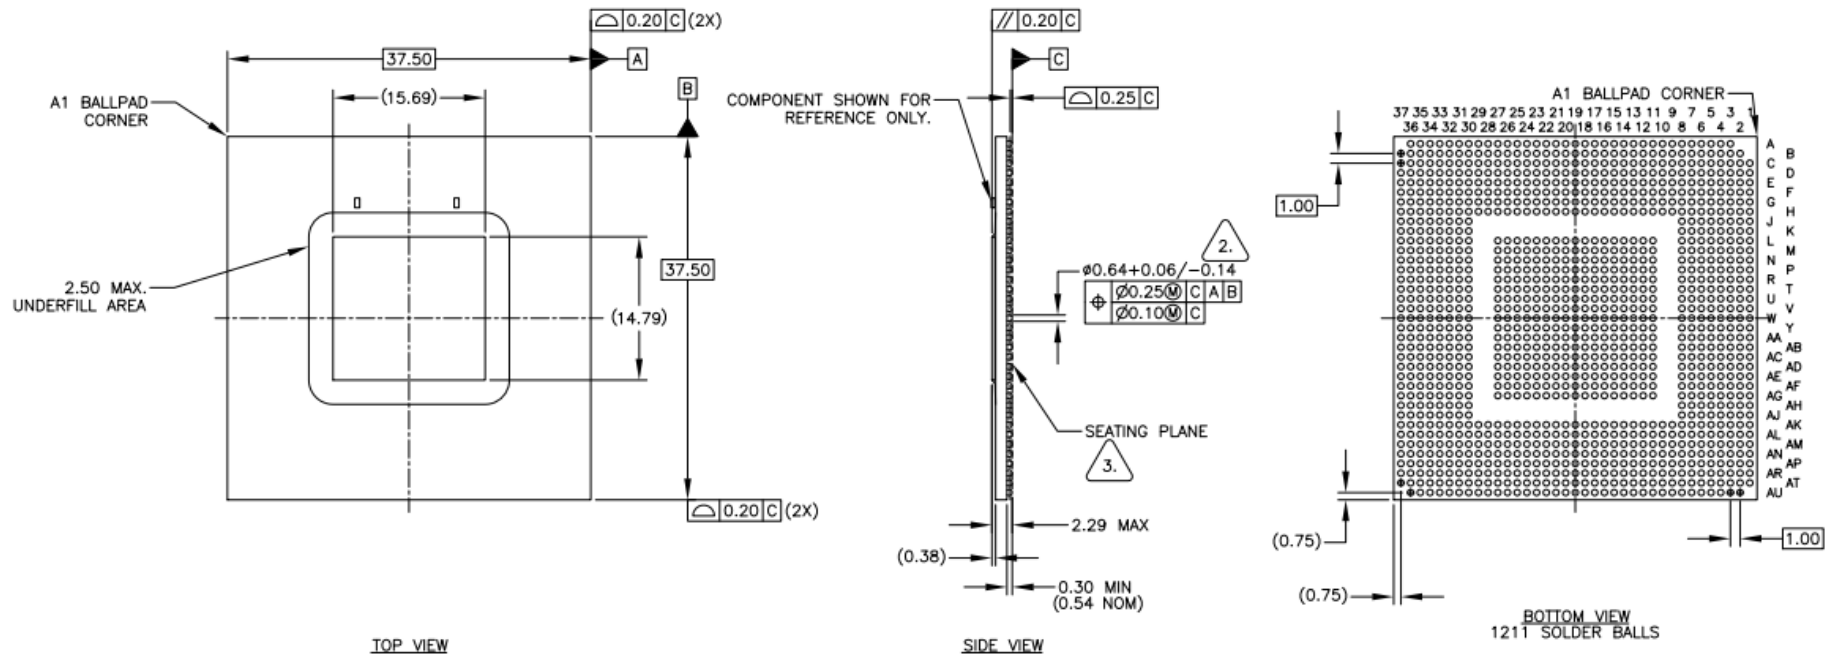 0.20 C (2X)
37.50
A
(15.69)
B
A1 BALLPAD
CORNER
2.50 MAX.
UNDERFILL AREA
37.50
(14.79)
0.20 C (2X)
TOP VIEW
// 0.20 C
C
0.25 C
COMPONENT SHOWN FOR
REFERENCE ONLY.
2.
ø0.64+0.06/-0.14
Ø0.25Ⓜ C A B
Ø0.10Ⓜ C
SEATING PLANE
3.
2.29 MAX
(0.38)
0.30 MIN
(0.54 NOM)
SIDE VIEW
A1 BALLPAD CORNER
37 35 33 31 29 27 25 23 21 19 17 15 13 11 9 7 5 3 1
36 34 32 30 28 26 24 22 20 18 16 14 12 10 8 6 4 2
A
B
C
D
E
F
G
H
J
K
L
M
N
P
R
T
U
V
W
Y
AA
AB
AC
AD
AE
AF
AG
AH
AJ
AK
AL
AM
AN
AP
AR
AT
AU
1.00
(0.75)
1.00
(0.75)
BOTTOM VIEW
1211 SOLDER BALLS